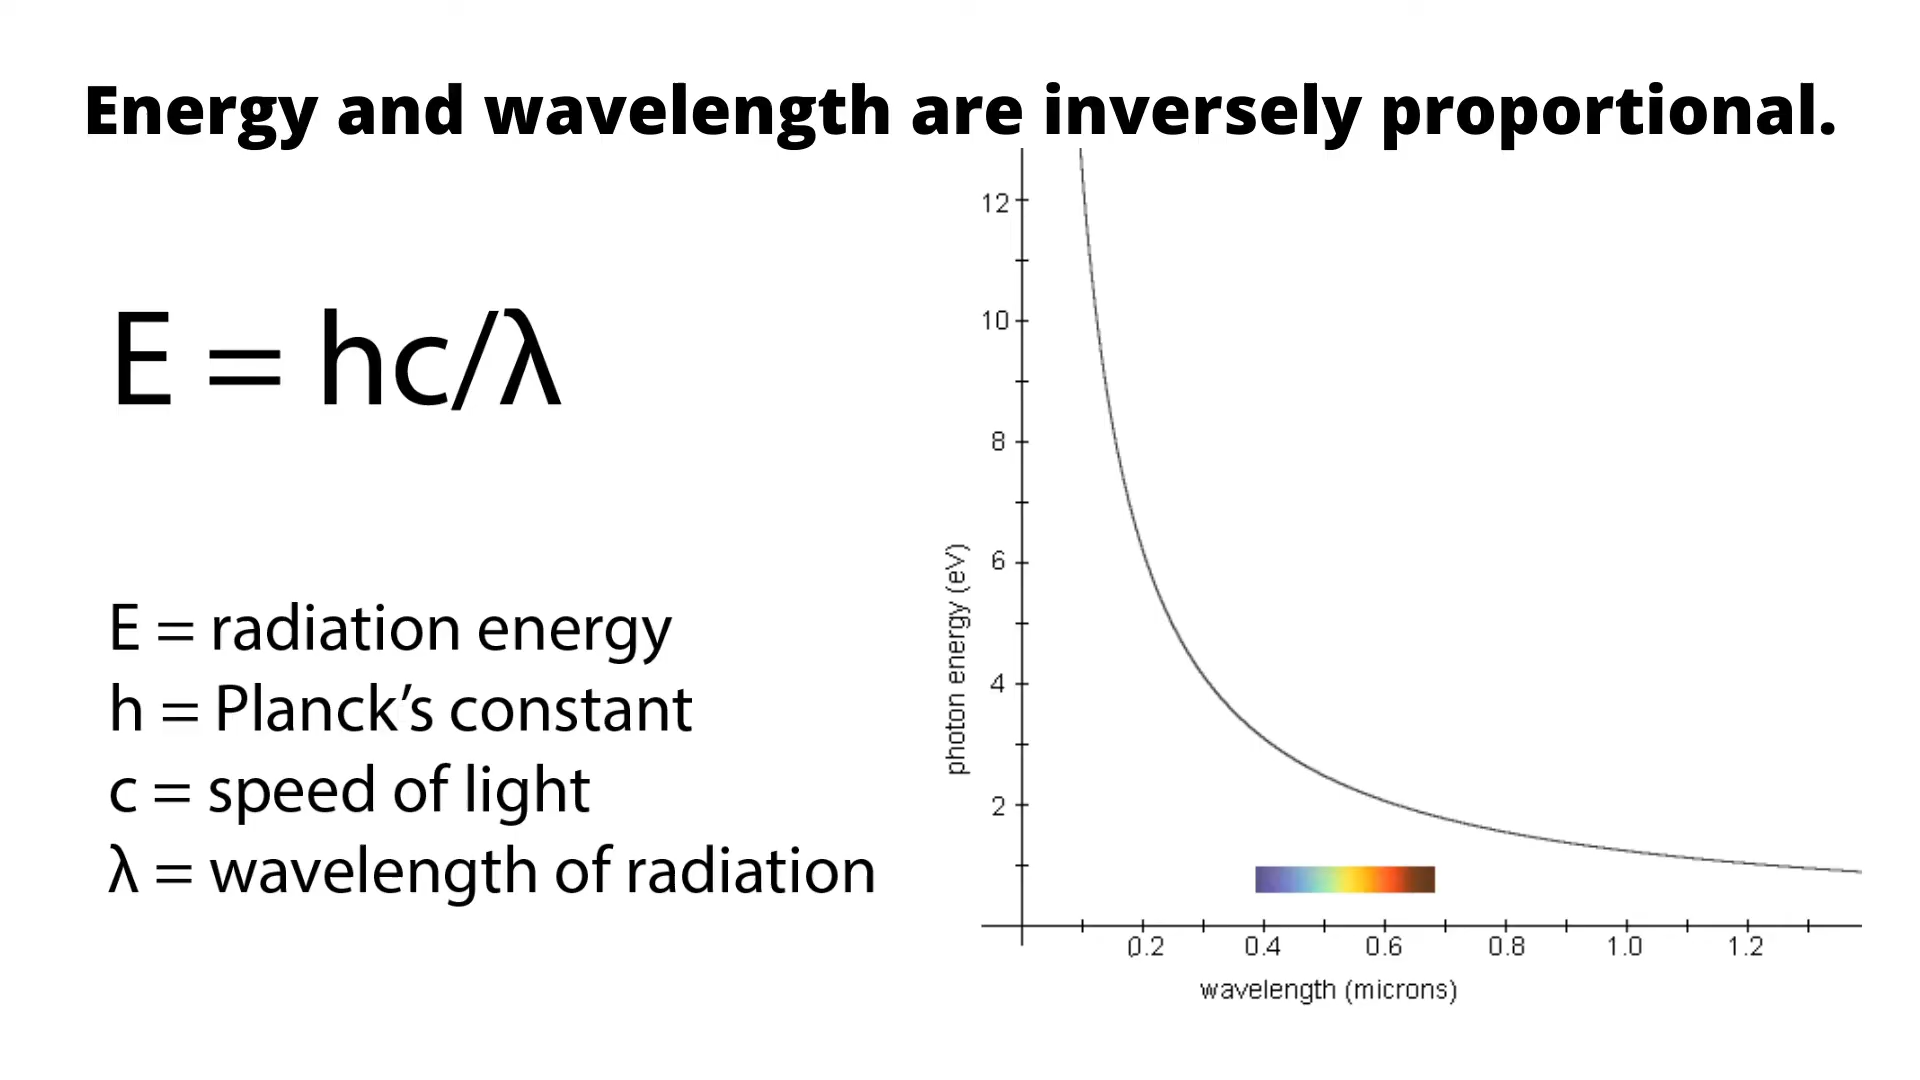 Energy and wavelength are inversely proportional.
E = hc/λ
E = radiation energy
h = Planck’s constant
c = speed of light
λ = wavelength of radiation
photon energy (eV)
12
10
8
6
4
2
0.2 0.4 0.6 0.8 1.0 1.2
wavelength (microns)